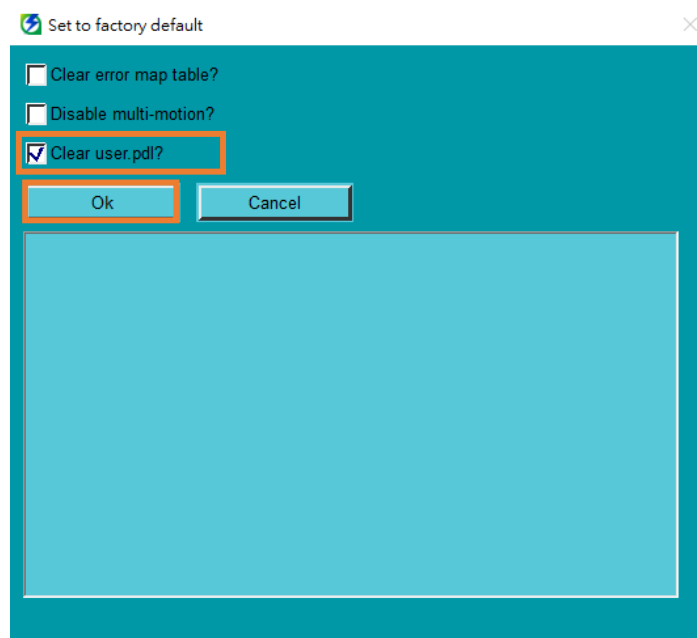 Set to factory default
Clear error map table?
Disable multi-motion?
Clear user.pdl?
Ok Cancel